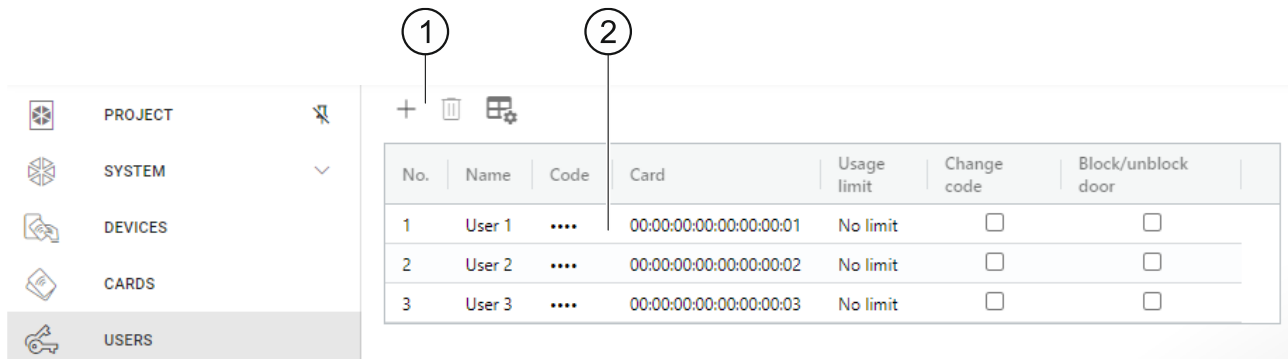 1 2
PROJECT
SYSTEM
DEVICES
CARDS
USERS
No. Name Code Card Usage limit Change code Block/unblock door
1 User 1 •••• 00:00:00:00:00:00:00:01 No limit
2 User 2 •••• 00:00:00:00:00:00:00:02 No limit
3 User 3 •••• 00:00:00:00:00:00:00:03 No limit